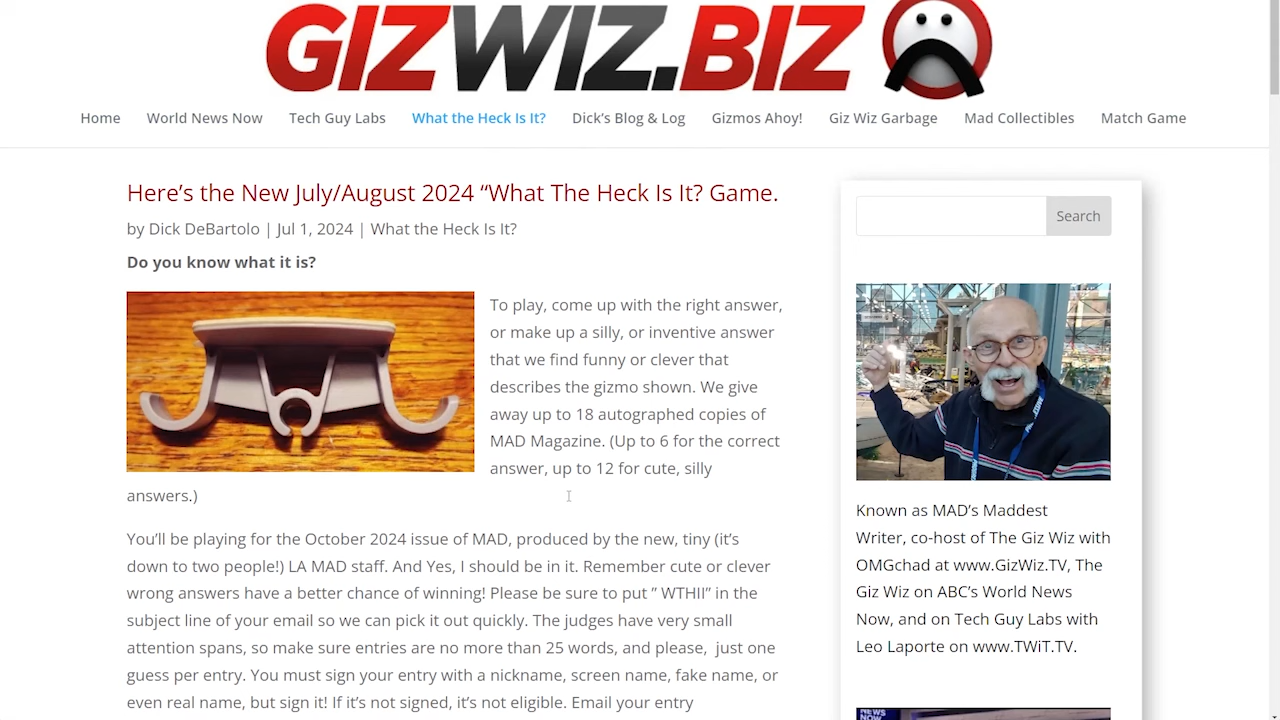 GIZWIZ.BIZ
Home World News Now Tech Guy Labs What the Heck Is It? Dick's Blog & Log Gizmos Ahoy! Giz Wiz Garbage Mad Collectibles Match Game
Here’s the New July/August 2024 “What The Heck Is It? Game.
by Dick DeBartolo | Jul 1, 2024 | What the Heck Is It?
Do you know what it is?
To play, come up with the right answer,
or make up a silly, or inventive answer
that we find funny or clever that
describes the gizmo shown. We give
away up to 18 autographed copies of
MAD Magazine. (Up to 6 for the correct
answer, up to 12 for cute, silly
answers.)
You’ll be playing for the October 2024 issue of MAD, produced by the new, tiny (it’s
down to two people!) LA MAD staff. And Yes, I should be in it. Remember cute or clever
wrong answers have a better chance of winning! Please be sure to put ” WTHII” in the
subject line of your email so we can pick it out quickly. The judges have very small
attention spans, so make sure entries are no more than 25 words, and please, just one
guess per entry. You must sign your entry with a nickname, screen name, fake name, or
even real name, but sign it! If it’s not signed, it’s not eligible. Email your entry
Search
Known as MAD’s Maddest
Writer, co-host of The Giz Wiz with
OMGchad at www.GizWiz.TV, The
Giz Wiz on ABC’s World News
Now, and on Tech Guy Labs with
Leo Laporte on www.TWiT.TV.
NEWS
NOW